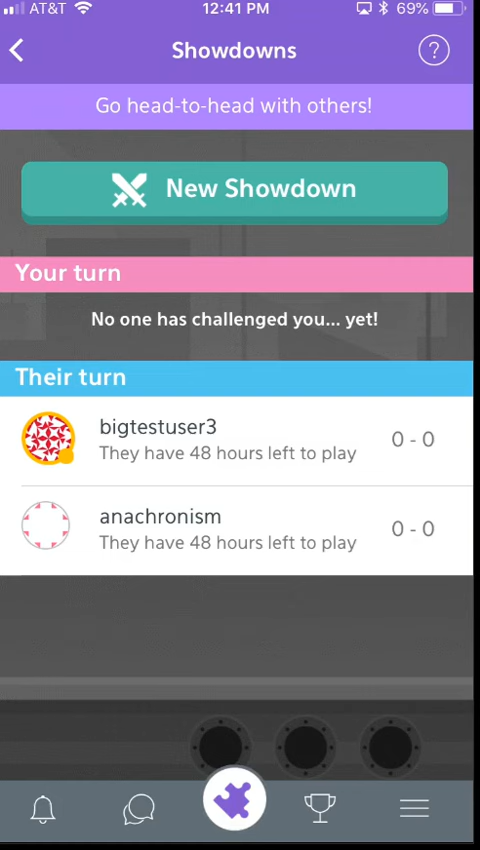 AT&T 12:41 PM 69%
Showdowns
?
Go head-to-head with others!
New Showdown
Your turn
No one has challenged you... yet!
Their turn
bigtestuser3
They have 48 hours left to play
0 - 0
anachronism
They have 48 hours left to play
0 - 0